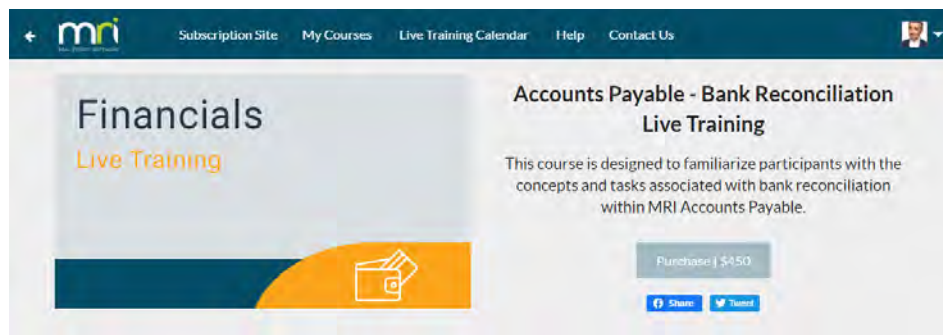 mri
Subscription Site My Courses Live Training Calendar Help Contact Us
Financials
Live Training
Accounts Payable - Bank Reconciliation
Live Training
This course is designed to familiarize participants with the
concepts and tasks associated with bank reconciliation
within MRI Accounts Payable.
Purchase | $450
Share Tweet